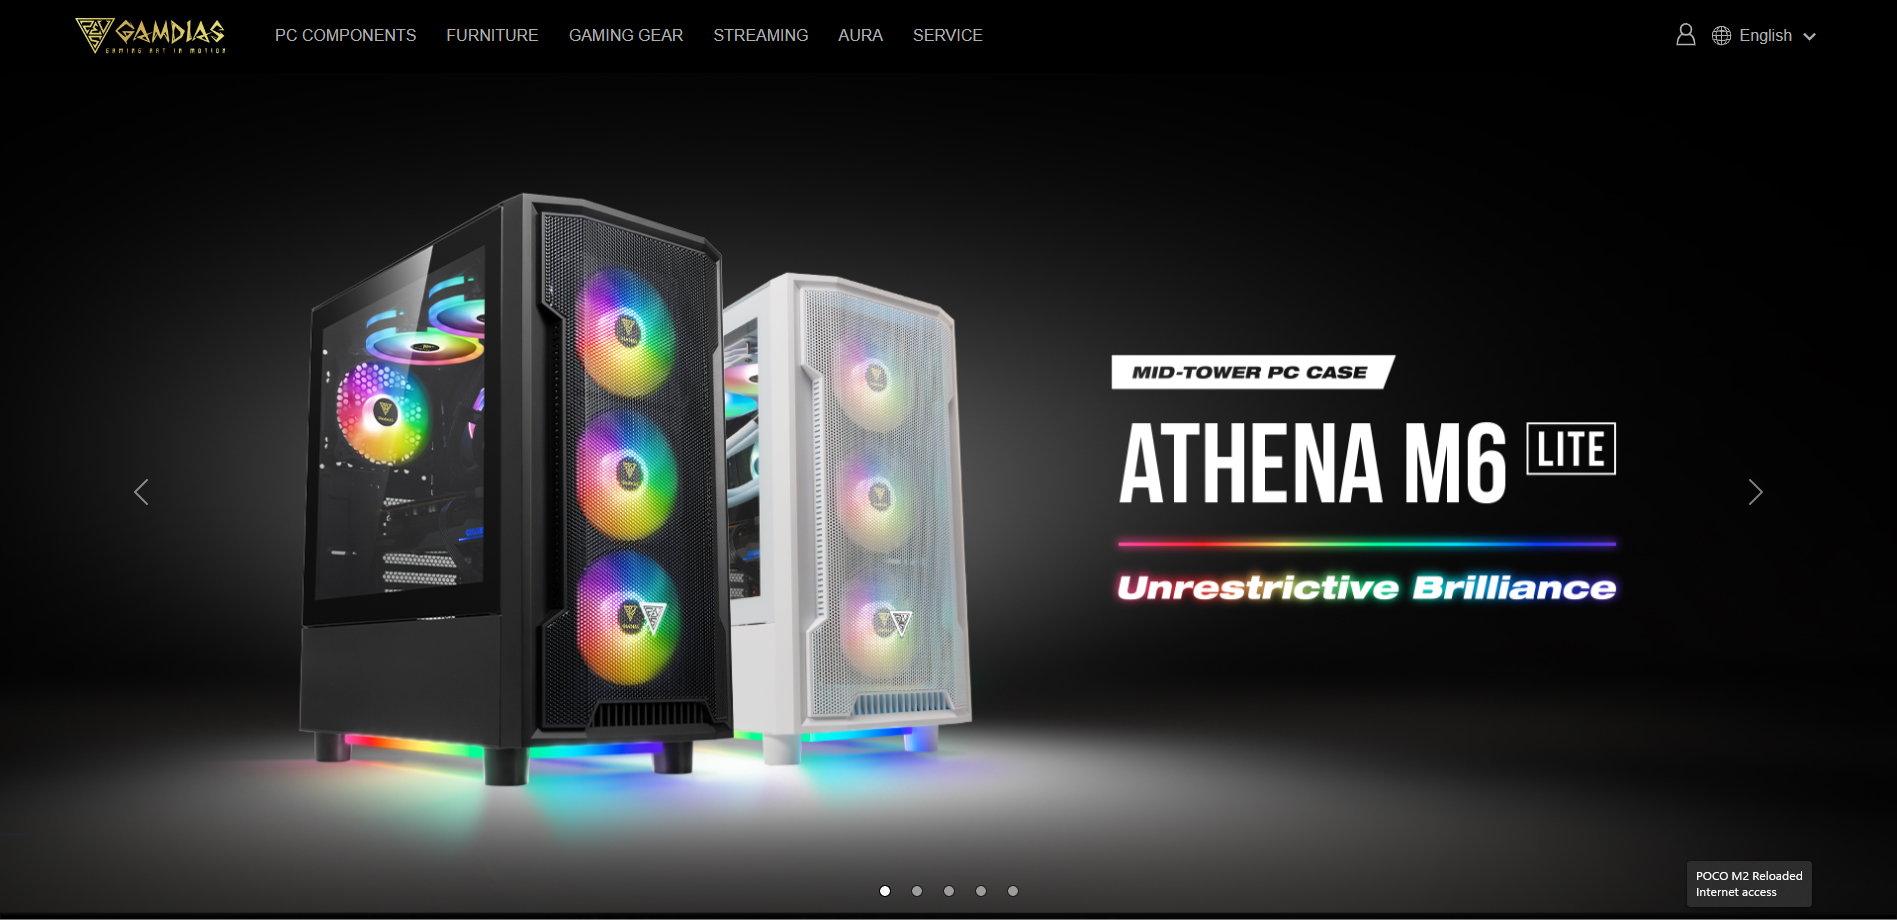 GAMDIAS
GAMING ART IN MOTION
PC COMPONENTS
FURNITURE
GAMING GEAR
STREAMING
AURA
SERVICE
English
MID-TOWER PC CASE
ATHENA M6 LITE
Unrestrictive Brilliance
POCO M2 Reloaded
Internet access